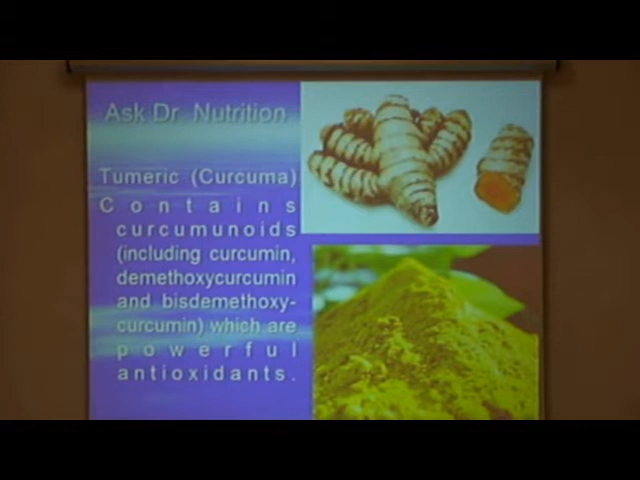 Ask Dr Nutrition
Tumeric (Curcuma)
Contains
curcumunoids
(including curcumin,
demethoxycurcumin
and bisdemethoxy-
curcumin) which are
powerful
antioxidants.